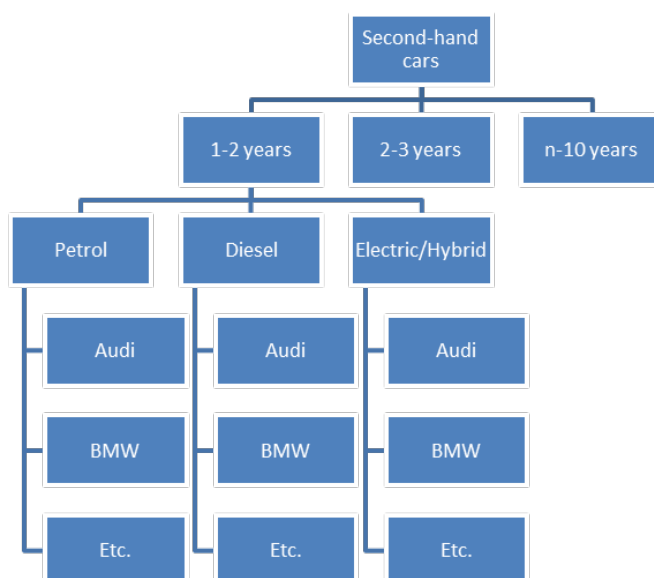 Second-hand
cars
1-2 years
2-3 years
n-10 years
Petrol
Diesel
Electric/Hybrid
Audi
Audi
Audi
BMW
BMW
BMW
Etc.
Etc.
Etc.